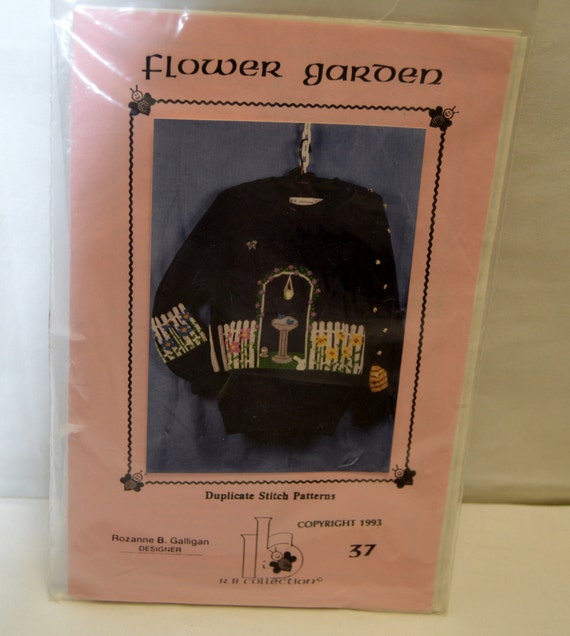 flower garden
Duplicate Stitch Patterns
COPYRIGHT 1993
Rozanne B. Galligan
DESIGNER
37
R.B COLLECTION©